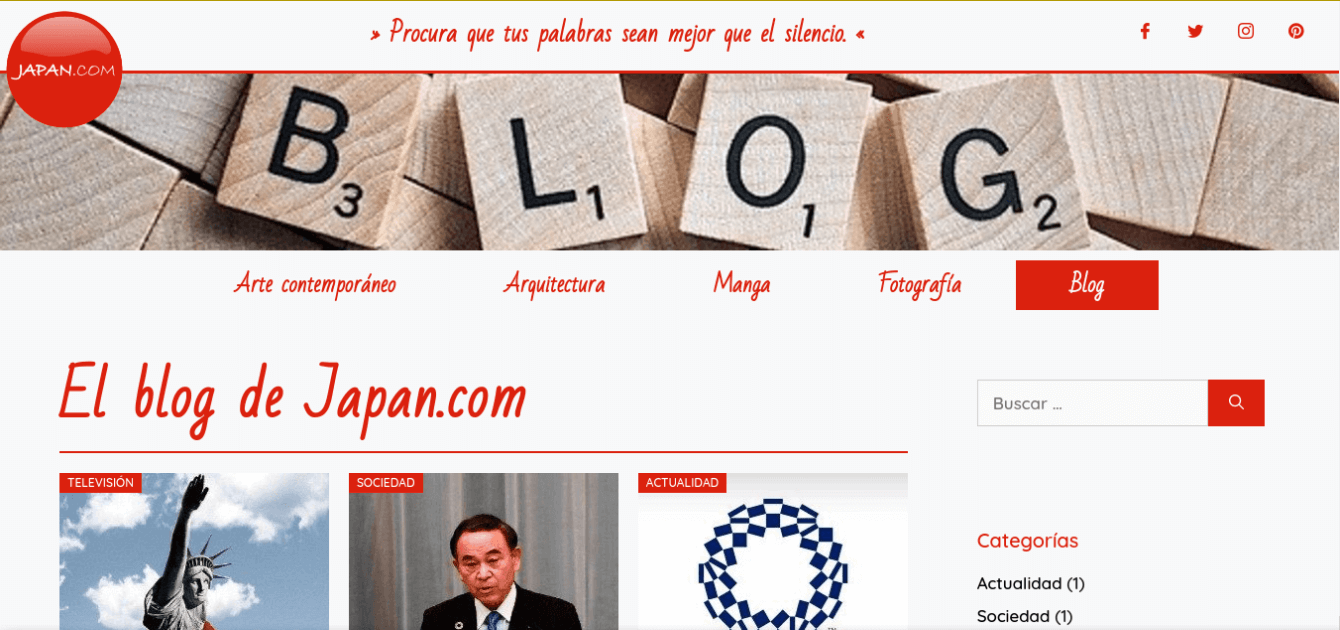 » Procura que tus palabras sean mejor que el silencio. «
JAPAN.COM
B3 L1 O1 G2
Arte contemporáneo Arquitectura Manga Fotografía Blog
El blog de Japan.com
Buscar ...
TELEVISIÓN SOCIEDAD ACTUALIDAD
Categorías
Actualidad (1)
Sociedad (1)